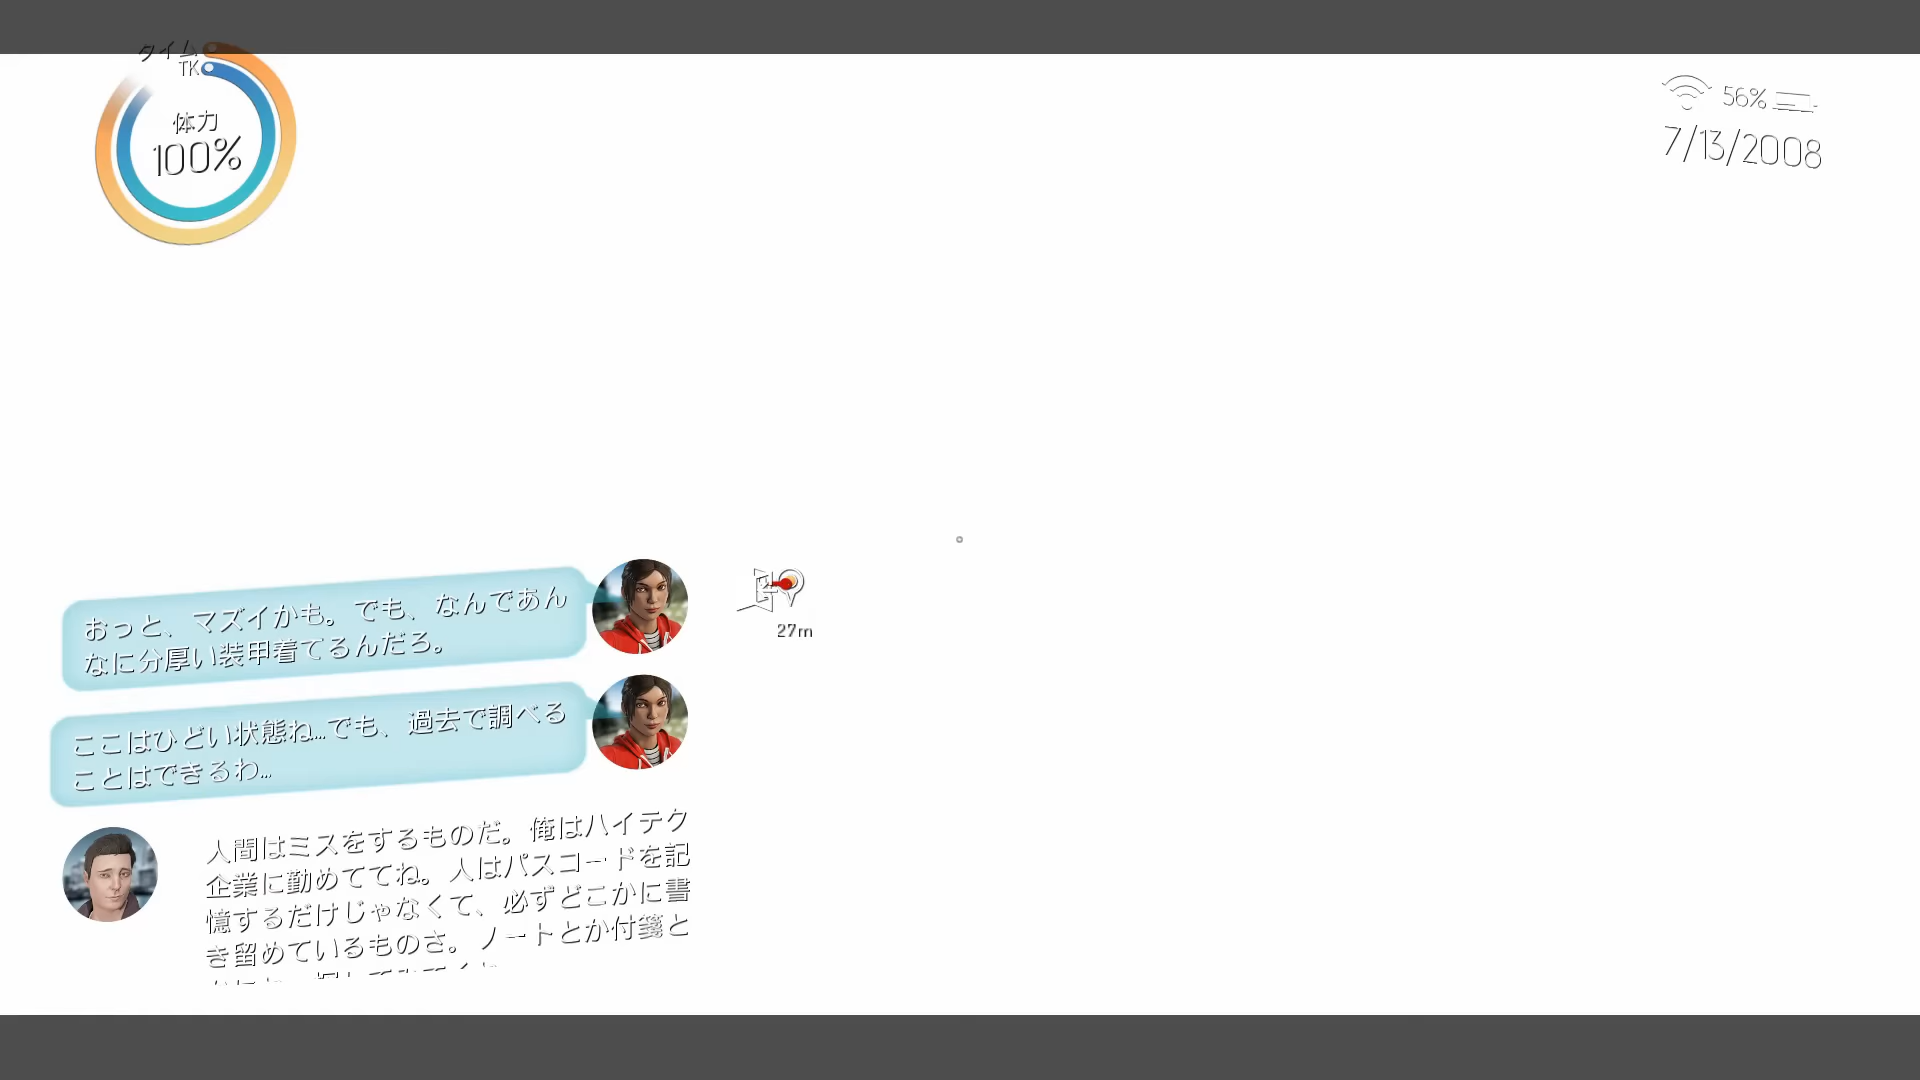 タイム
TK
体力
100%
56%
7/13/2008
27m
おっと、マズイかも。でも、なんであん
なに分厚い装甲着てるんだろ。
ここはひどい状態ね...でも、過去で調べる
ことはできるわ...
人間はミスをするものだ。俺はハイテク
企業に勤めててね。人はパスコードを記
憶するだけじゃなくて、必ずどこかに書
き留めているものさ。ノートとか付箋と